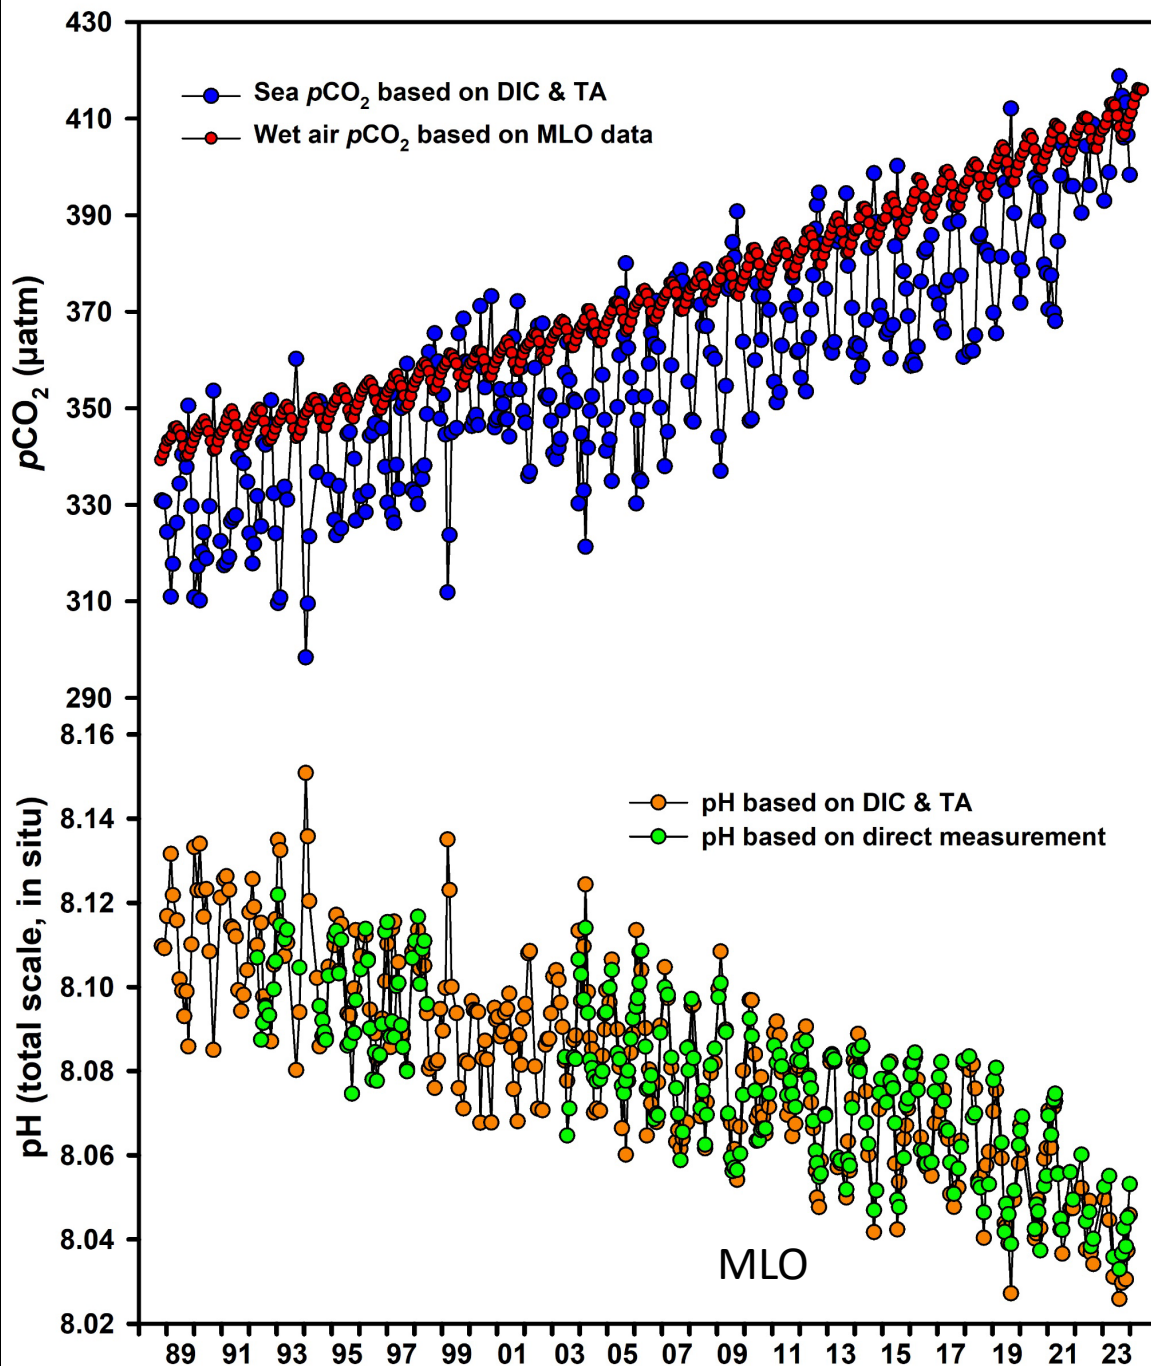 430
Sea pCO2 based on DIC & TA
410
Wet air pCO2 based on MLO data
390
370
pCO2 (µatm)
350
330
310
290
8.16
pH based on DIC & TA
8.14
pH based on direct measurement
8.12
8.10
pH (total scale, in situ)
8.08
8.06
8.04
MLO
8.02
89 91 93 95 97 99 01 03 05 07 09 11 13 15 17 19 21 23